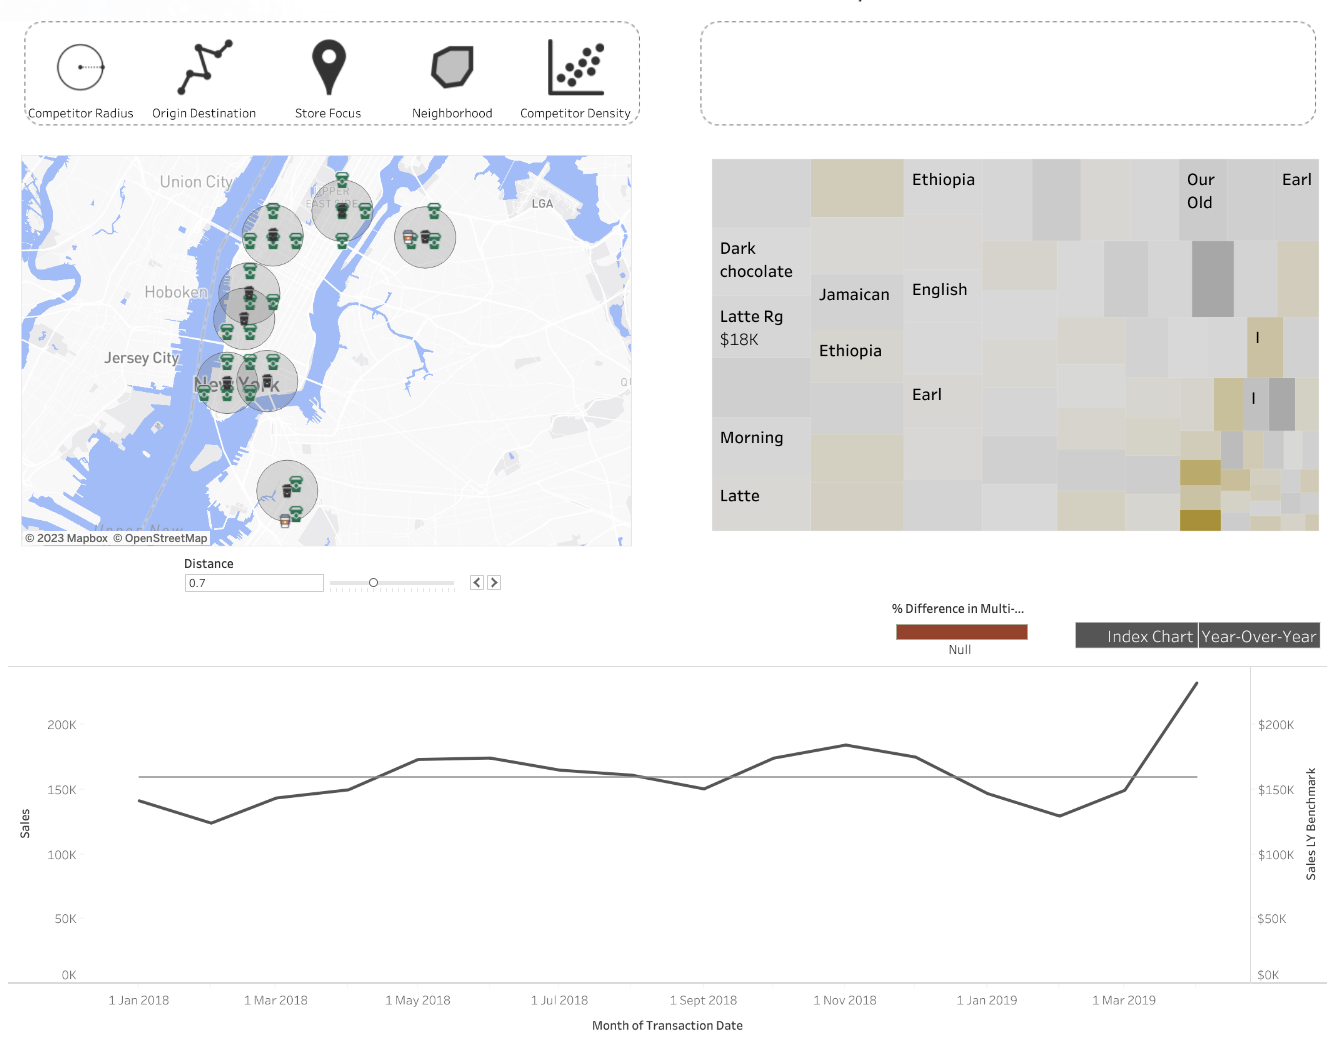 Competitor Radius
Origin Destination
Store Focus
Neighborhood
Competitor Density
Union City
UPPER
EAST SIDE
LGA
Hoboken
Jersey City
New York
Upper New
© 2023 Mapbox © OpenStreetMap
Distance
0.7
Ethiopia
Our
Old
Earl
Dark
chocolate
Jamaican
English
Latte Rg
$18K
Ethiopia
I
Earl
I
Morning
Latte
% Difference in Multi-...
Null
Index Chart
Year-Over-Year
Sales
200K
150K
100K
50K
0K
$200K
$150K
$100K
$50K
$0K
Sales LY Benchmark
1 Jan 2018
1 Mar 2018
1 May 2018
1 Jul 2018
1 Sept 2018
1 Nov 2018
1 Jan 2019
1 Mar 2019
Month of Transaction Date